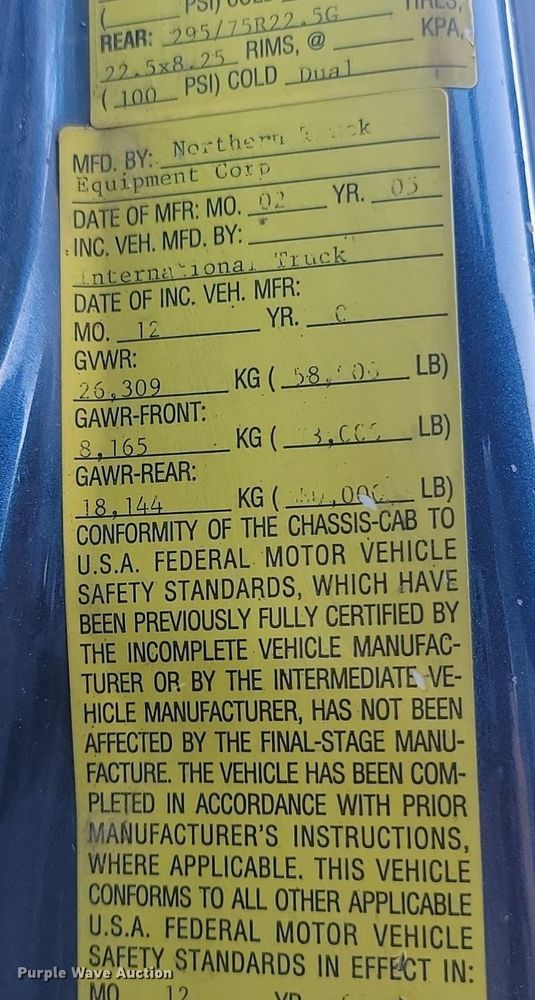 PSI)
REAR: 295/75R22.5G TIRES,
22.5x8.25 RIMS, @ KPA,
( 100 PSI) COLD Dual
MFD. BY: Northern
Equipment Corp
DATE OF MFR: MO. 02 YR. 05
INC. VEH. MFD. BY:
International Truck
DATE OF INC. VEH. MFR:
MO. 12 YR.
GVWR:
26,309 KG ( LB)
GAWR-FRONT:
8,165 KG ( LB)
GAWR-REAR:
18,144 KG ( LB)
CONFORMITY OF THE CHASSIS-CAB TO
U.S.A. FEDERAL MOTOR VEHICLE
SAFETY STANDARDS, WHICH HAVE
BEEN PREVIOUSLY FULLY CERTIFIED BY
THE INCOMPLETE VEHICLE MANUFAC-
TURER OR BY THE INTERMEDIATE VE-
HICLE MANUFACTURER, HAS NOT BEEN
AFFECTED BY THE FINAL-STAGE MANU-
FACTURE. THE VEHICLE HAS BEEN COM-
PLETED IN ACCORDANCE WITH PRIOR
MANUFACTURER'S INSTRUCTIONS,
WHERE APPLICABLE. THIS VEHICLE
CONFORMS TO ALL OTHER APPLICABLE
U.S.A. FEDERAL MOTOR VEHICLE
SAFETY STANDARDS IN EFFECT IN:
MO. 12 YR
Purple Wave Auction